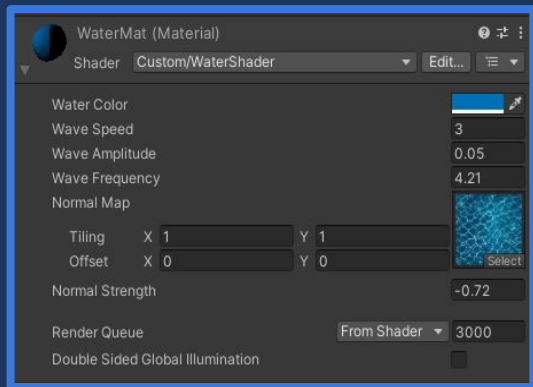 WaterMat (Material)
Shader Custom/WaterShader Edit...
Water Color
Wave Speed 3
Wave Amplitude 0.05
Wave Frequency 4.21
Normal Map
Tiling X 1 Y 1
Offset X 0 Y 0 Select
Normal Strength -0.72
Render Queue From Shader 3000
Double Sided Global Illumination